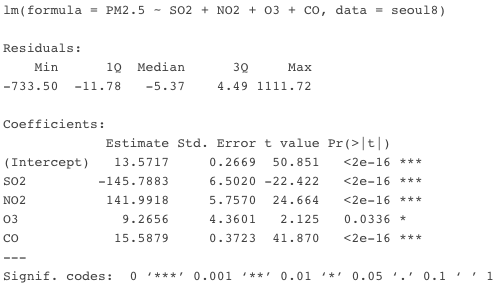 lm(formula = PM2.5 ~ SO2 + NO2 + O3 + CO, data = seoul8)
Residuals:
Min 1Q Median 3Q Max
-733.50 -11.78 -5.37 4.49 1111.72
Coefficients:
Estimate Std. Error t value Pr(>|t|)
(Intercept) 13.5717 0.2669 50.851 <2e-16 ***
SO2 -145.7883 6.5020 -22.422 <2e-16 ***
NO2 141.9918 5.7570 24.664 <2e-16 ***
O3 9.2656 4.3601 2.125 0.0336 *
CO 15.5879 0.3723 41.870 <2e-16 ***
---
Signif. codes: 0 ‘***’ 0.001 ‘**’ 0.01 ‘*’ 0.05 ‘.’ 0.1 ‘ ’ 1